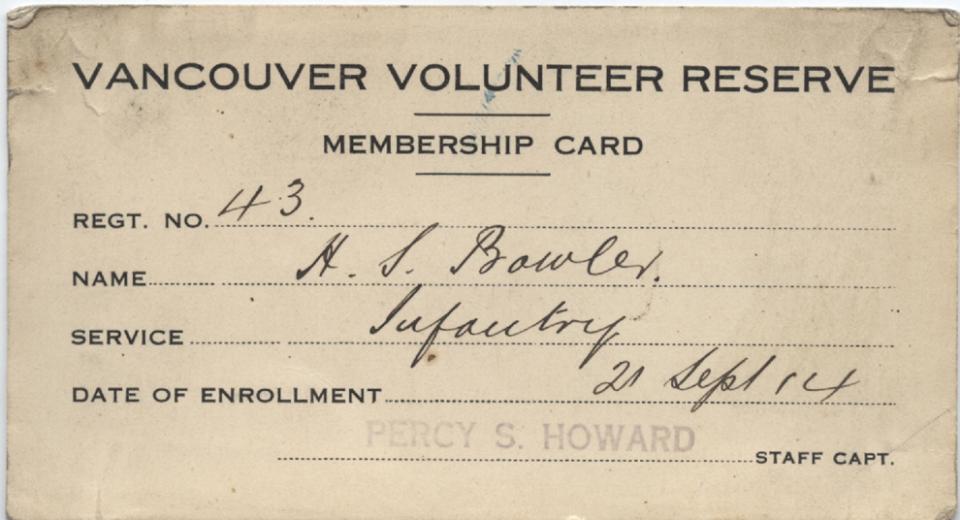 VANCOUVER VOLUNTEER RESERVE
MEMBERSHIP CARD
REGT. NO. 43.
NAME H. S. Bowler.
SERVICE Infantry
DATE OF ENROLLMENT 21 Sept 14
PERCY S. HOWARD
STAFF CAPT.